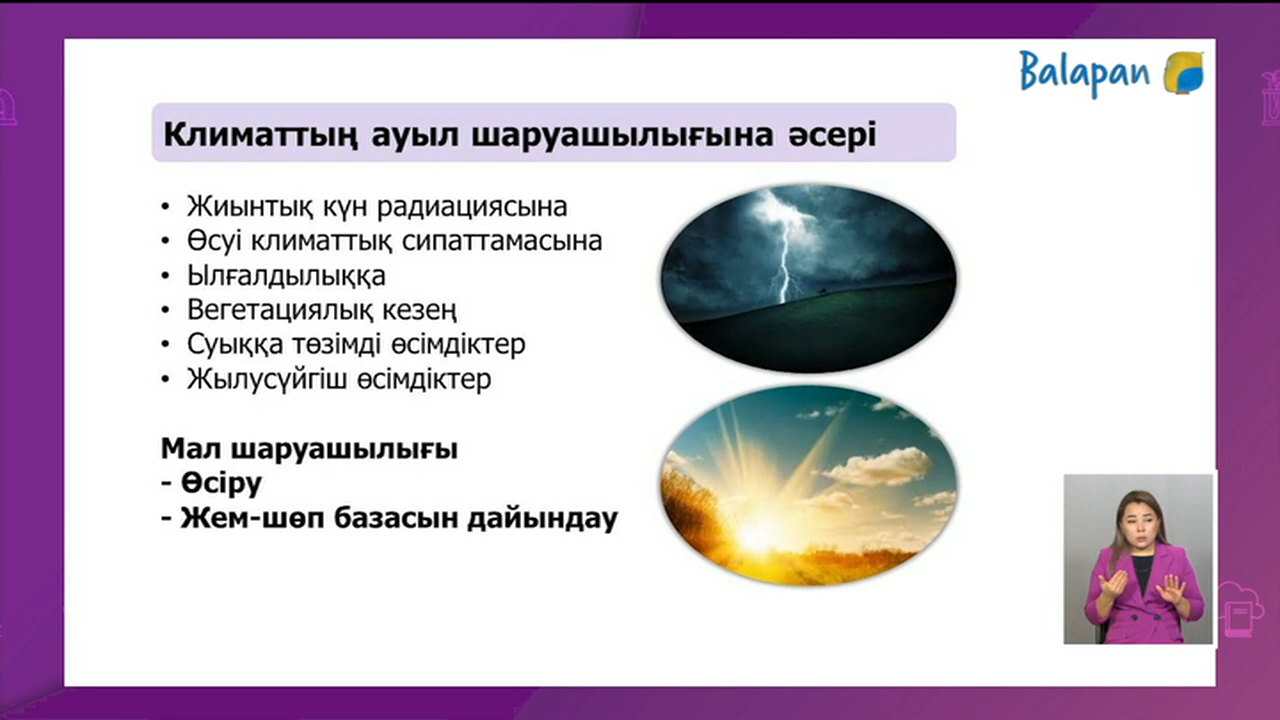 Balapan
Климаттың ауыл шаруашылығына әсері
• Жиынтық күн радиациясына
• Өсуі климаттық сипаттамасына
• Ылғалдылыққа
• Вегетациялық кезең
• Суыққа төзімді өсімдіктер
• Жылусүйгіш өсімдіктер
Мал шаруашылығы
- Өсіру
- Жем-шөп базасын дайындау